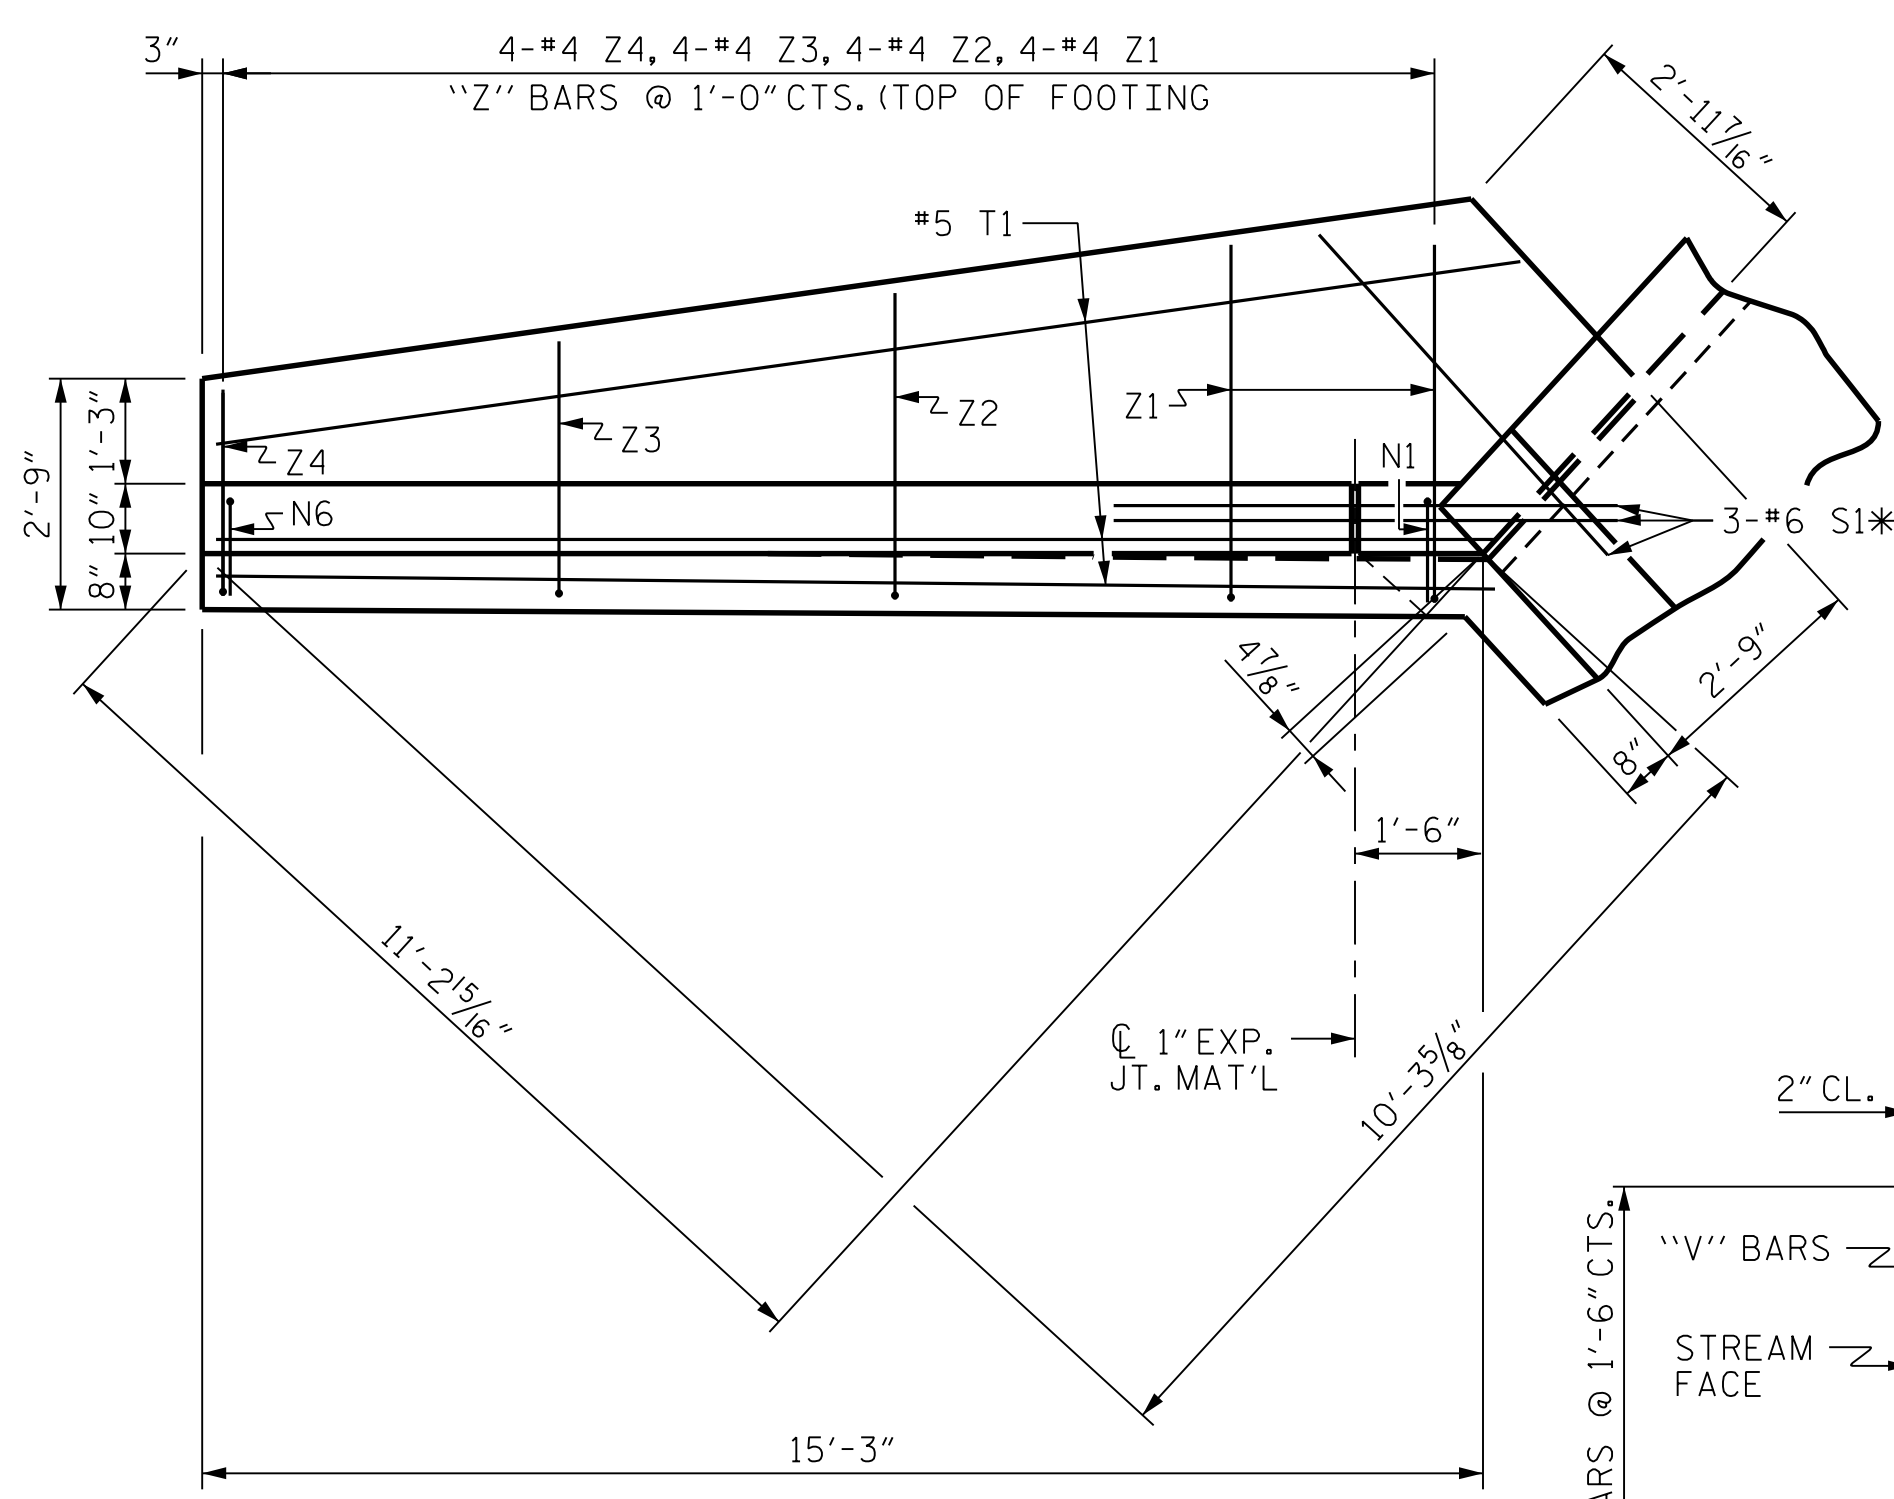 3" 4-#4 Z4, 4-#4 Z3, 4-#4 Z2, 4-#4 Z1
"Z" BARS @ 1'-0" CTS. (TOP OF FOOTING
2'-11 7/16"
#5 T1
Z1
Z2
Z3
Z4
N1
N6
3-#6 S1*
2'-9"
1'-3"
10"
8"
4 7/8"
2'-9"
8"
1'-6"
11'-2 15/16"
℄ 1" EXP.
JT. MAT'L
10'-3 5/8"
2" CL.
"V" BARS
STREAM
FACE
ARS @ 1'-6" CTS.
15'-3"